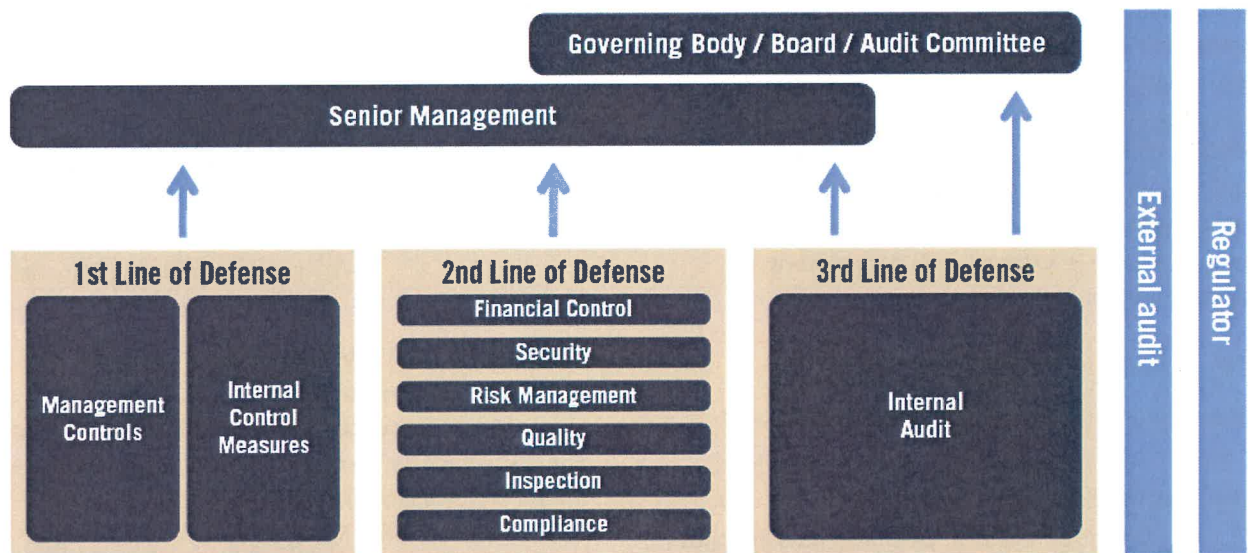 Governing Body / Board / Audit Committee
Senior Management
1st Line of Defense
Management
Controls
Internal
Control
Measures
2nd Line of Defense
Financial Control
Security
Risk Management
Quality
Inspection
Compliance
3rd Line of Defense
Internal
Audit
External audit
Regulator